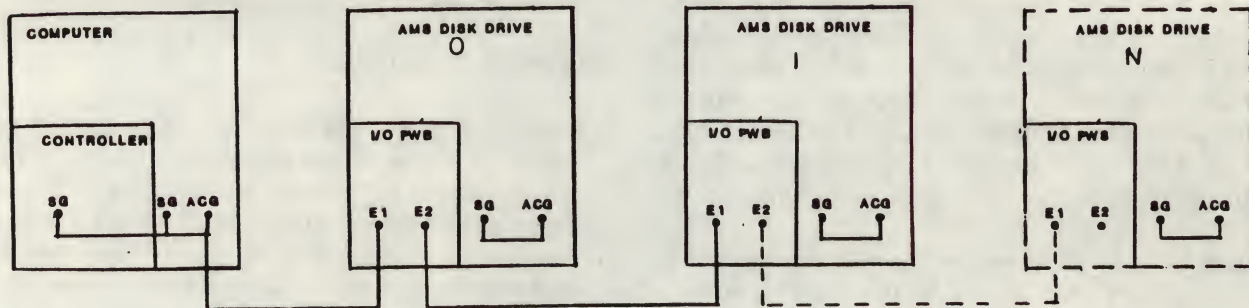 COMPUTER
CONTROLLER
SG
SG ACG
AMS DISK DRIVE
0
I/O PWB
E1 E2
SG ACG
AMS DISK DRIVE
1
I/O PWB
E1 E2
SG ACG
AMS DISK DRIVE
N
I/O PWB
E1 E2
SG ACG